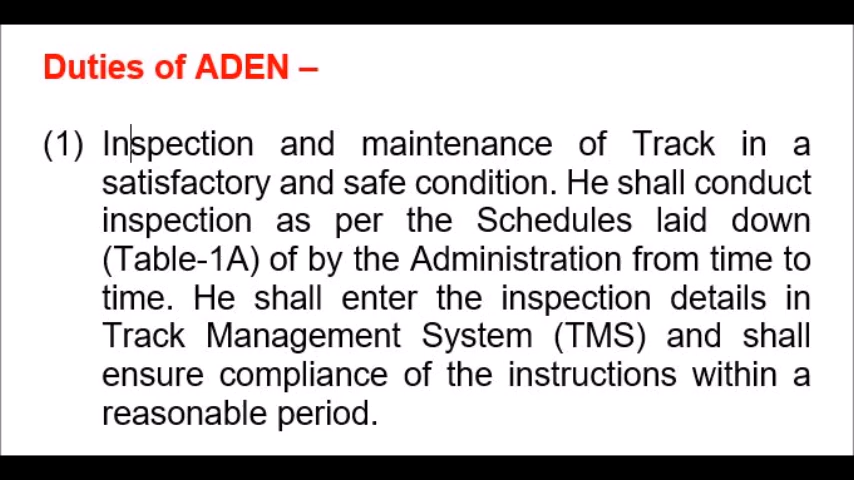 Duties of ADEN –
(1) Inspection and maintenance of Track in a
satisfactory and safe condition. He shall conduct
inspection as per the Schedules laid down
(Table-1A) of by the Administration from time to
time. He shall enter the inspection details in
Track Management System (TMS) and shall
ensure compliance of the instructions within a
reasonable period.